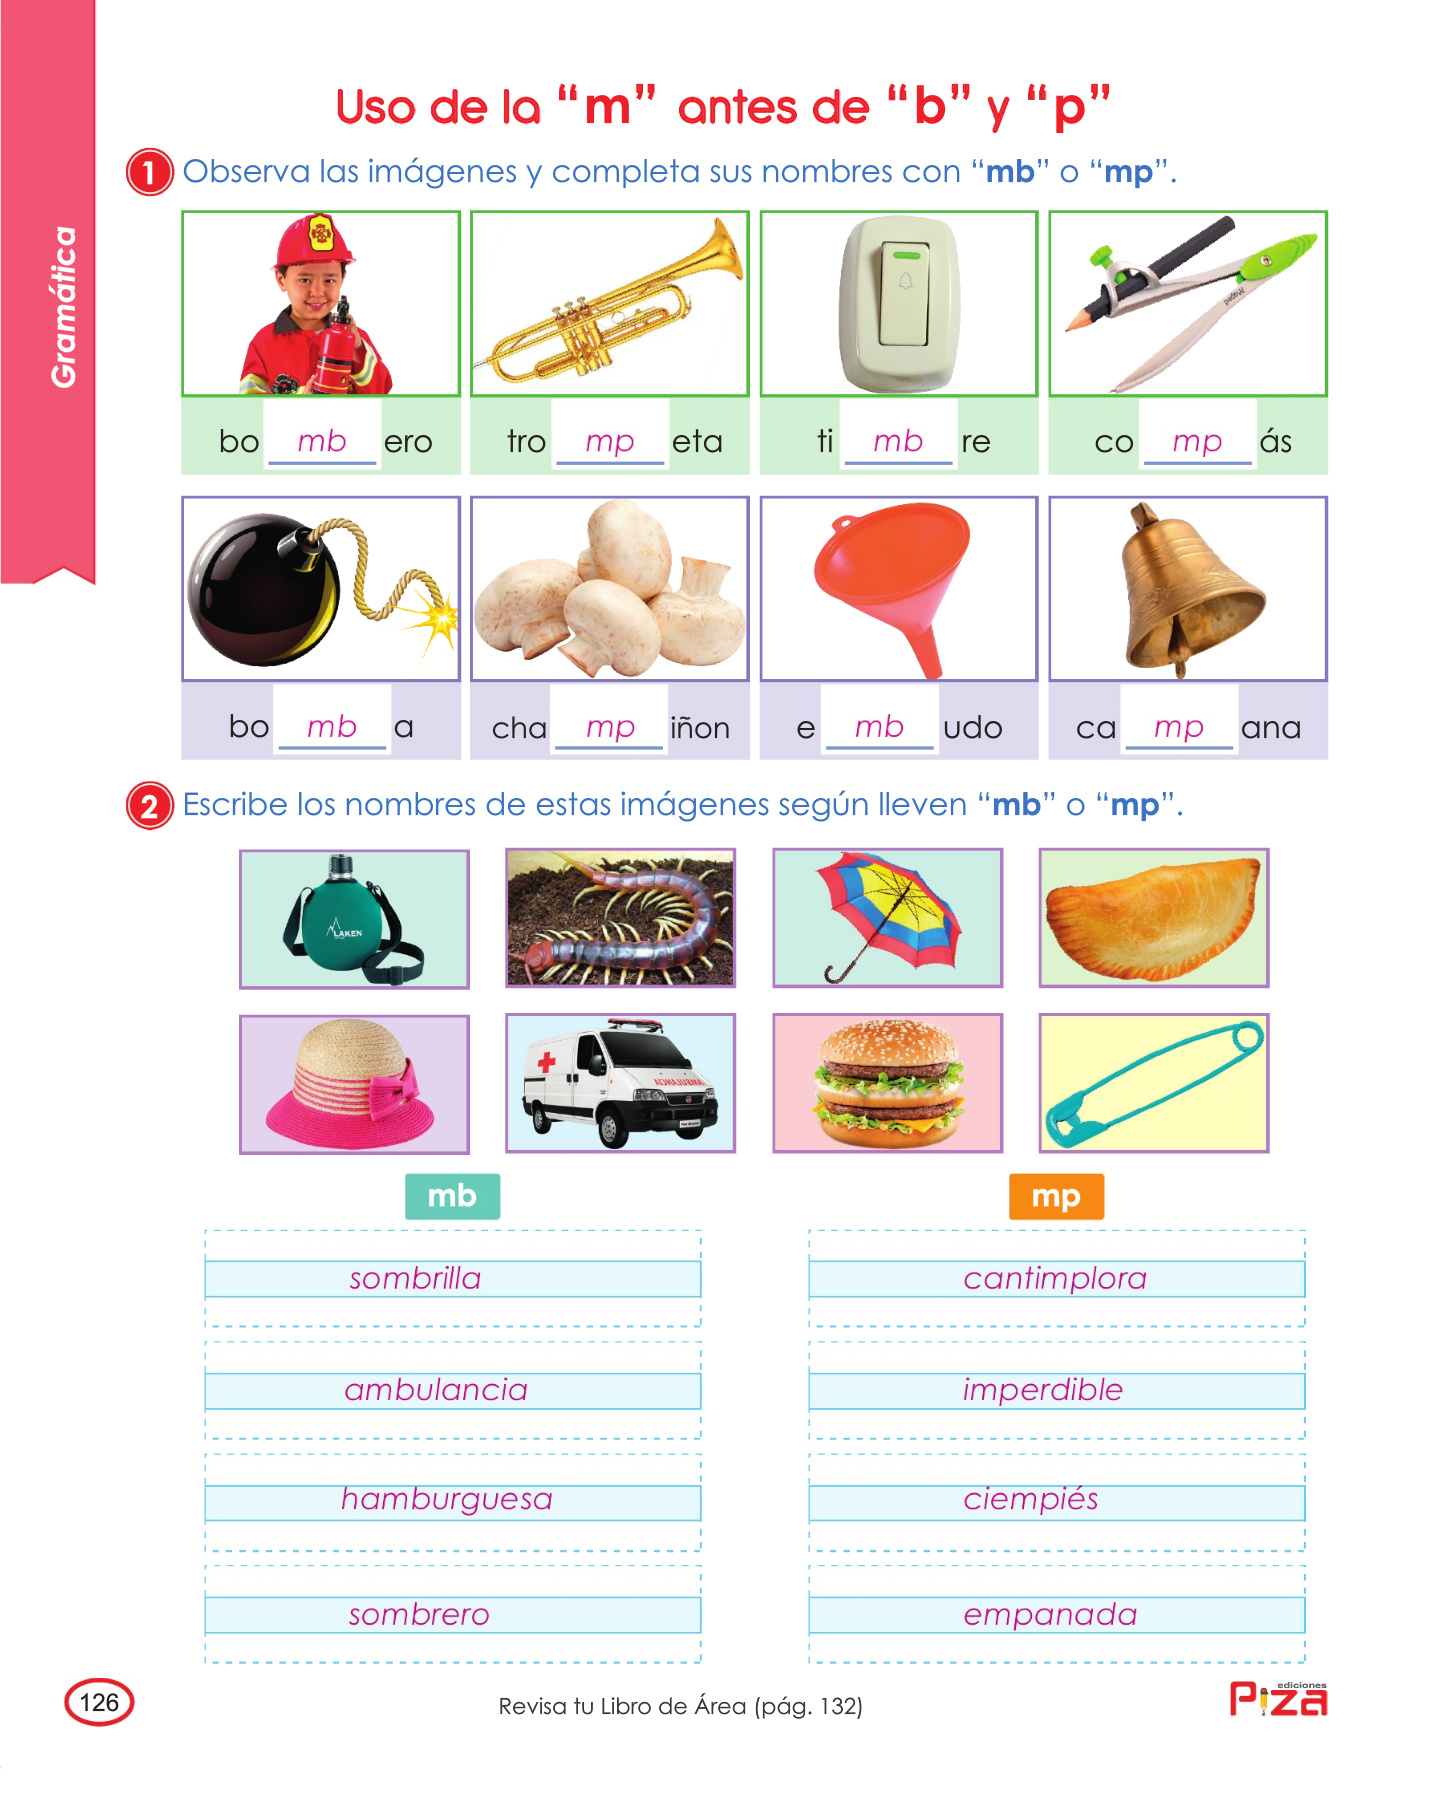 Gramática
Uso de la “m” antes de “b” y “p”
1 Observa las imágenes y completa sus nombres con “mb” o “mp”.
bo mb ero
tro mp eta
ti mb re
co mp ás
bo mb a
cha mp iñon
e mb udo
ca mp ana
2 Escribe los nombres de estas imágenes según lleven “mb” o “mp”.
LAKEN
AMBULANCIA
mb
mp
sombrilla
cantimplora
ambulancia
imperdible
hamburguesa
ciempiés
sombrero
empanada
126
Revisa tu Libro de Área (pág. 132)
ediciones
PIZA